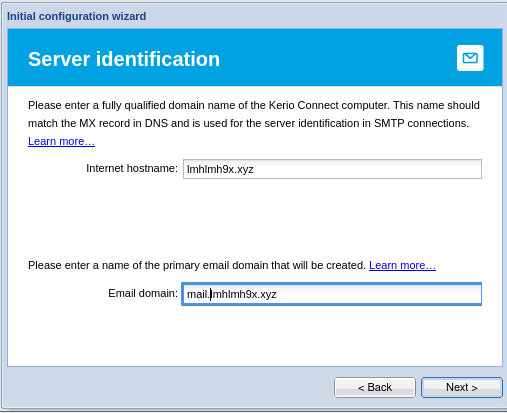 Initial configuration wizard
Server identification
Please enter a fully qualified domain name of the Kerio Connect computer. This name should
match the MX record in DNS and is used for the server identification in SMTP connections.
Learn more…
Internet hostname: lmhlmh9x.xyz
Please enter a name of the primary email domain that will be created. Learn more…
Email domain: mail.lmhlmh9x.xyz
< Back Next >